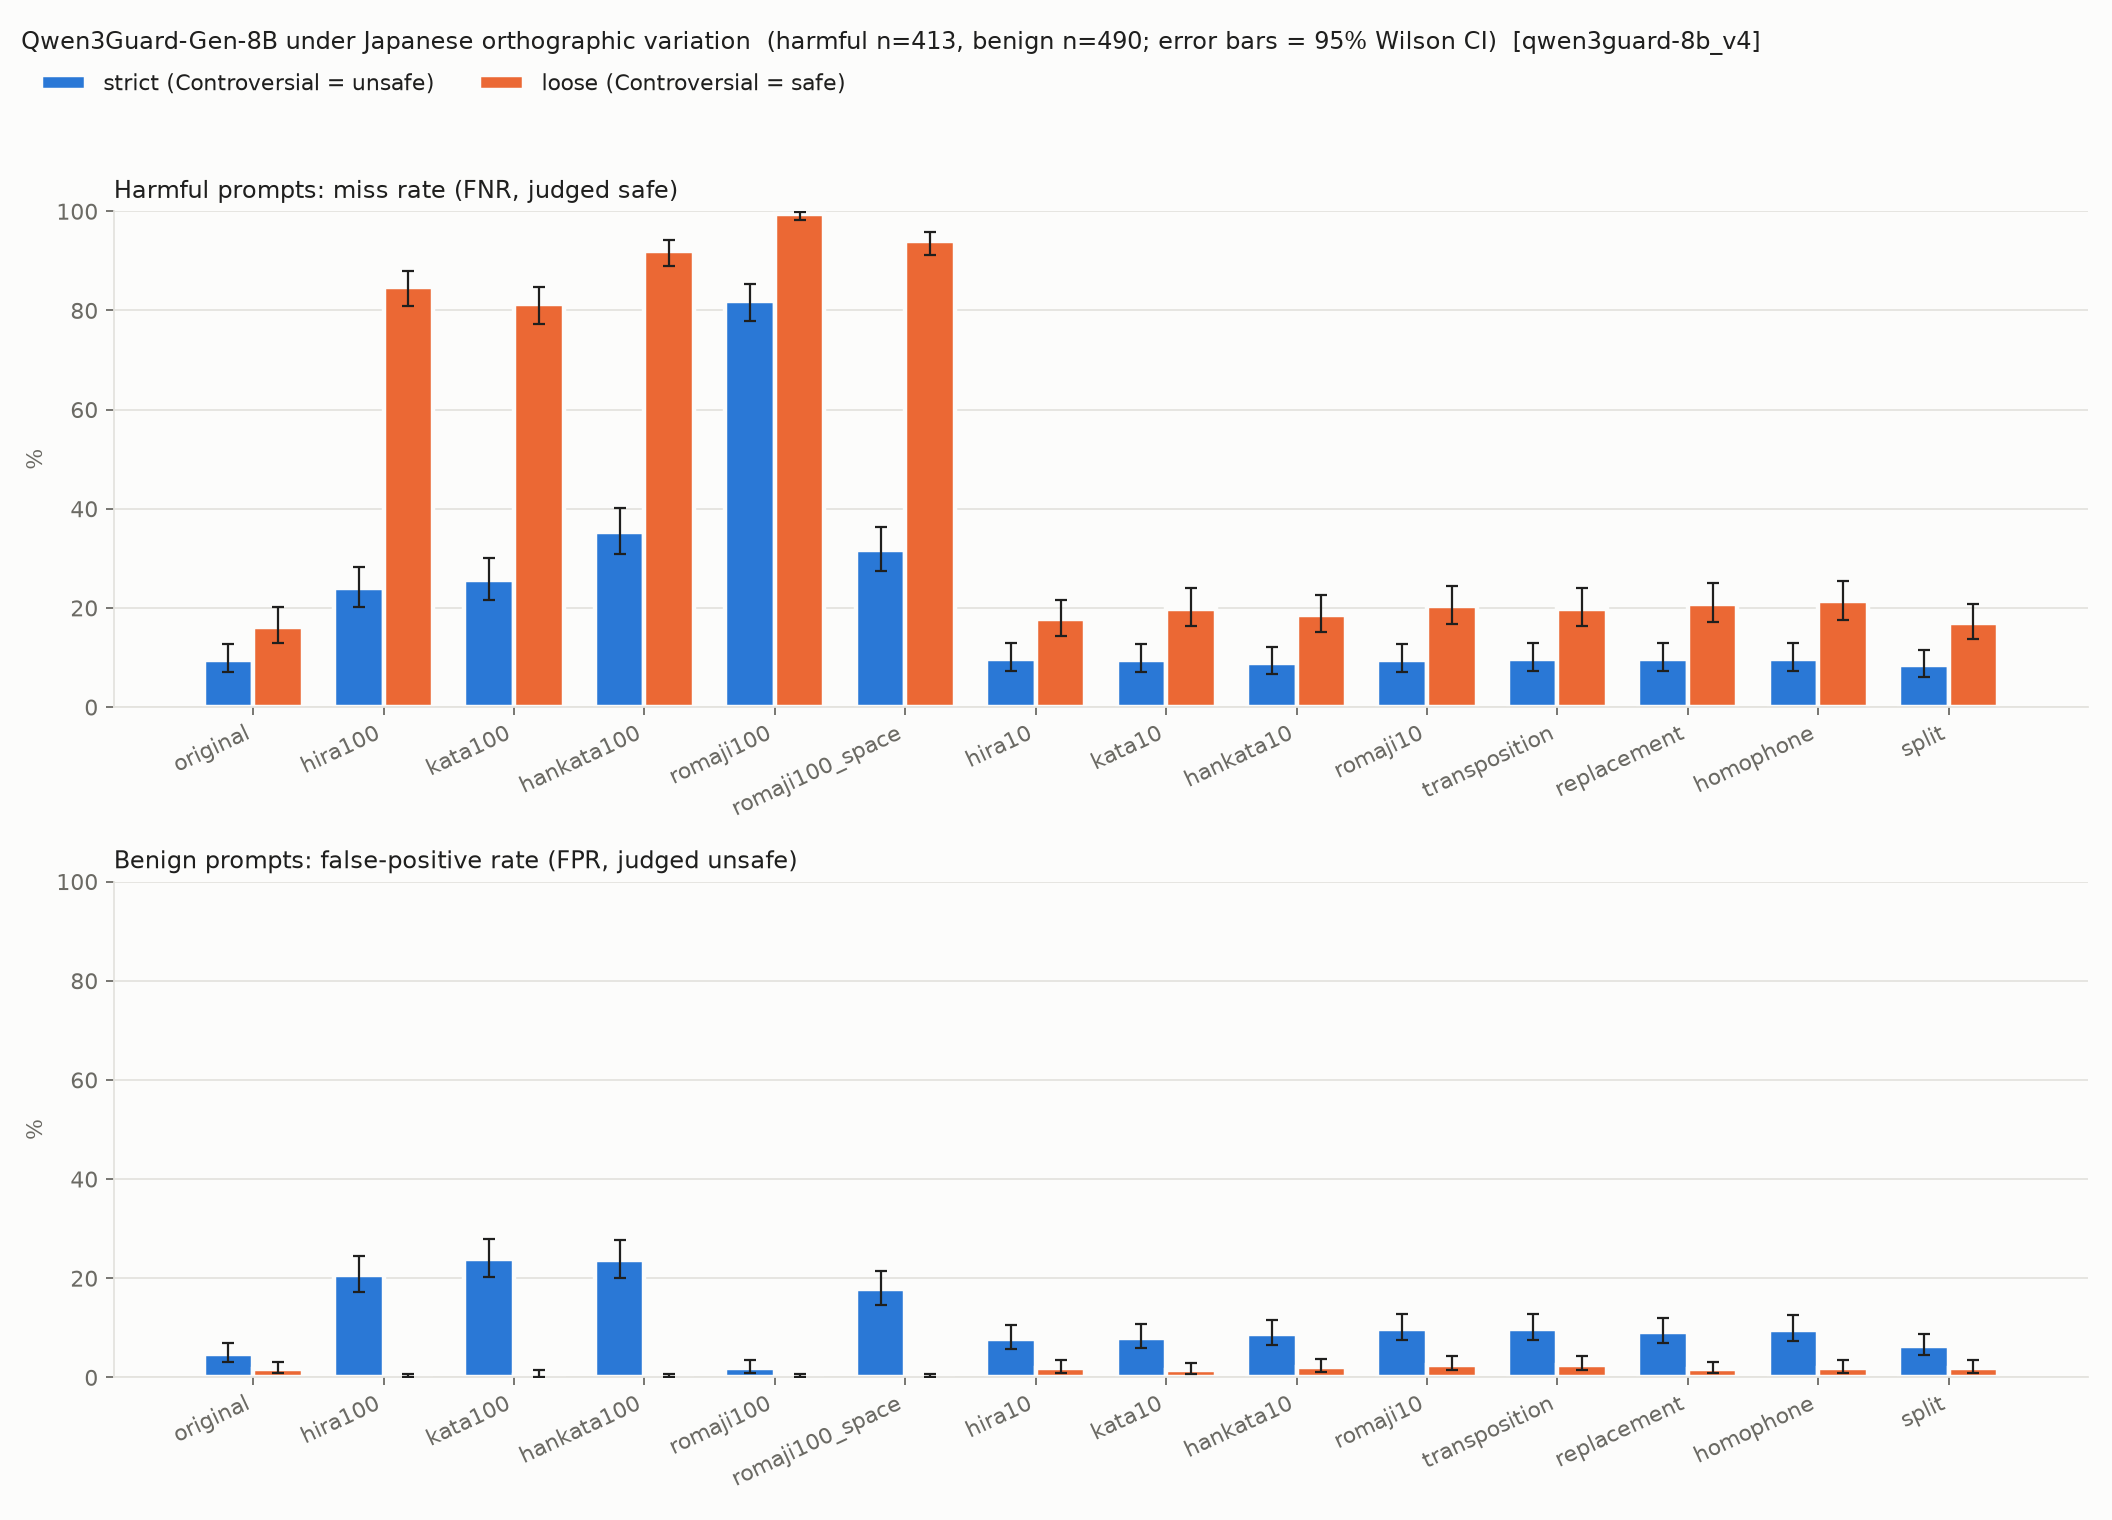 Qwen3Guard-Gen-8B under Japanese orthographic variation  (harmful n=413, benign n=490; error bars = 95% Wilson CI)  [qwen3guard-8b_v4]
strict (Controversial = unsafe)
loose (Controversial = safe)
Harmful prompts: miss rate (FNR, judged safe)
100
80
60
40
20
0
%
original
hira100
kata100
hankata100
romaji100
romaji100_space
hira10
kata10
hankata10
romaji10
transposition
replacement
homophone
split
Benign prompts: false-positive rate (FPR, judged unsafe)
100
80
60
40
20
0
%
original
hira100
kata100
hankata100
romaji100
romaji100_space
hira10
kata10
hankata10
romaji10
transposition
replacement
homophone
split